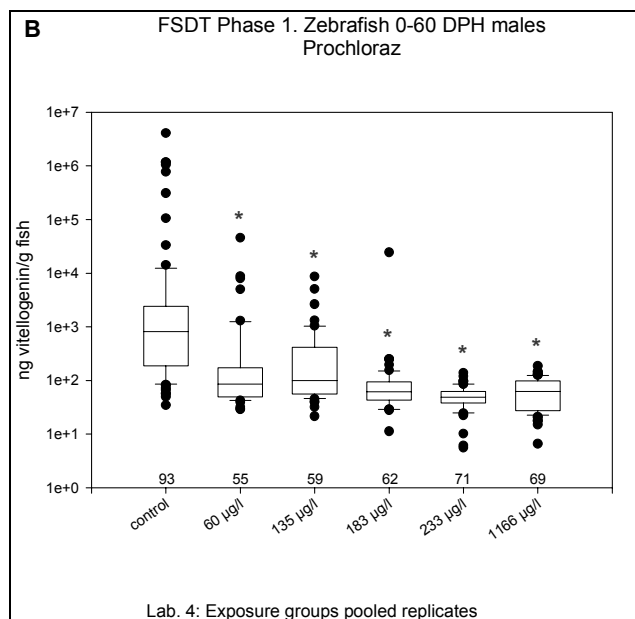 B
FSDT Phase 1. Zebrafish 0-60 DPH males
Prochloraz
ng vitellogenin/g fish
1e+7
1e+6
1e+5
1e+4
1e+3
1e+2
1e+1
1e+0
*
*
*
*
*
93 55 59 62 71 69
control 60 µg/l 135 µg/l 183 µg/l 233 µg/l 1166 µg/l
Lab. 4: Exposure groups pooled replicates